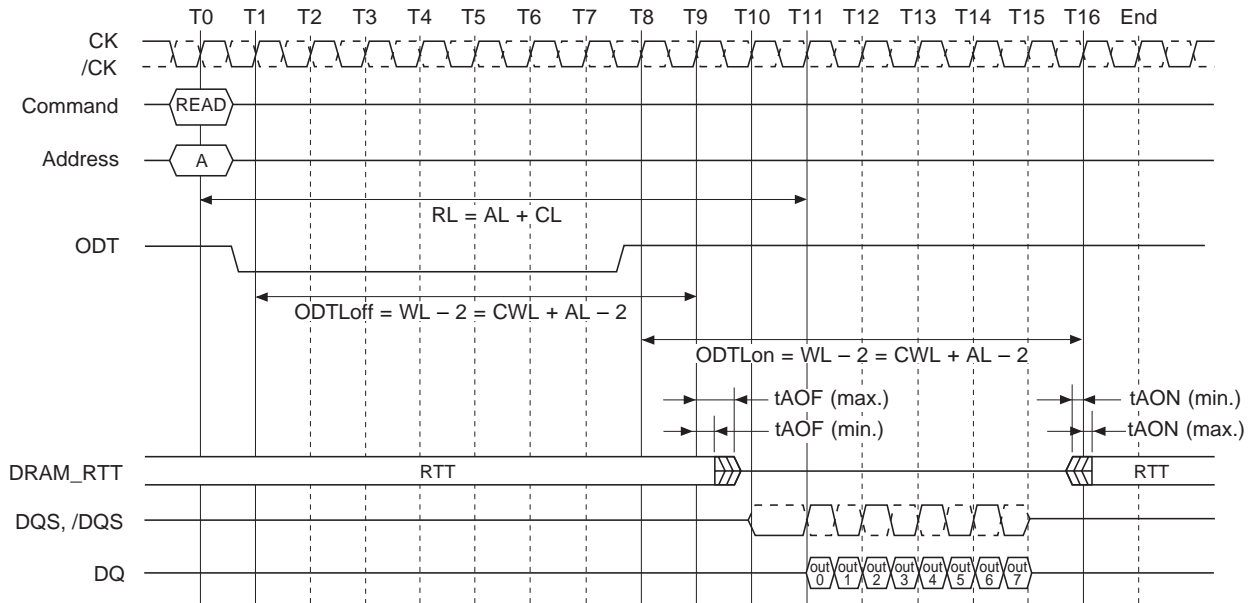 T0 T1 T2 T3 T4 T5 T6 T7 T8 T9 T10 T11 T12 T13 T14 T15 T16 End
CK
/CK
Command READ
Address A
RL = AL + CL
ODT
ODTLoff = WL – 2 = CWL + AL – 2
ODTLon = WL – 2 = CWL + AL – 2
tAOF (max.) tAON (min.)
tAOF (min.) tAON (max.)
DRAM_RTT RTT RTT
DQS, /DQS
DQ out 0 out 1 out 2 out 3 out 4 out 5 out 6 out 7